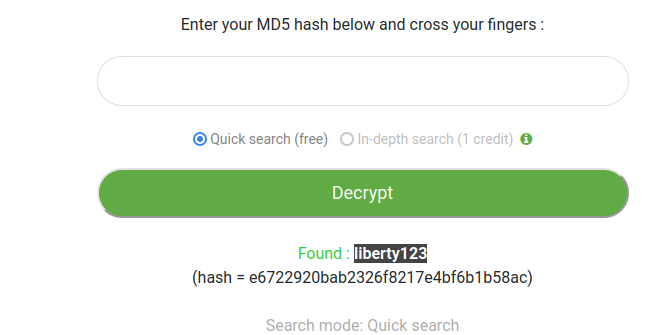 Enter your MD5 hash below and cross your fingers :
Quick search (free) In-depth search (1 credit)
Decrypt
Found : liberty123
(hash = e6722920bab2326f8217e4bf6b1b58ac)
Search mode: Quick search